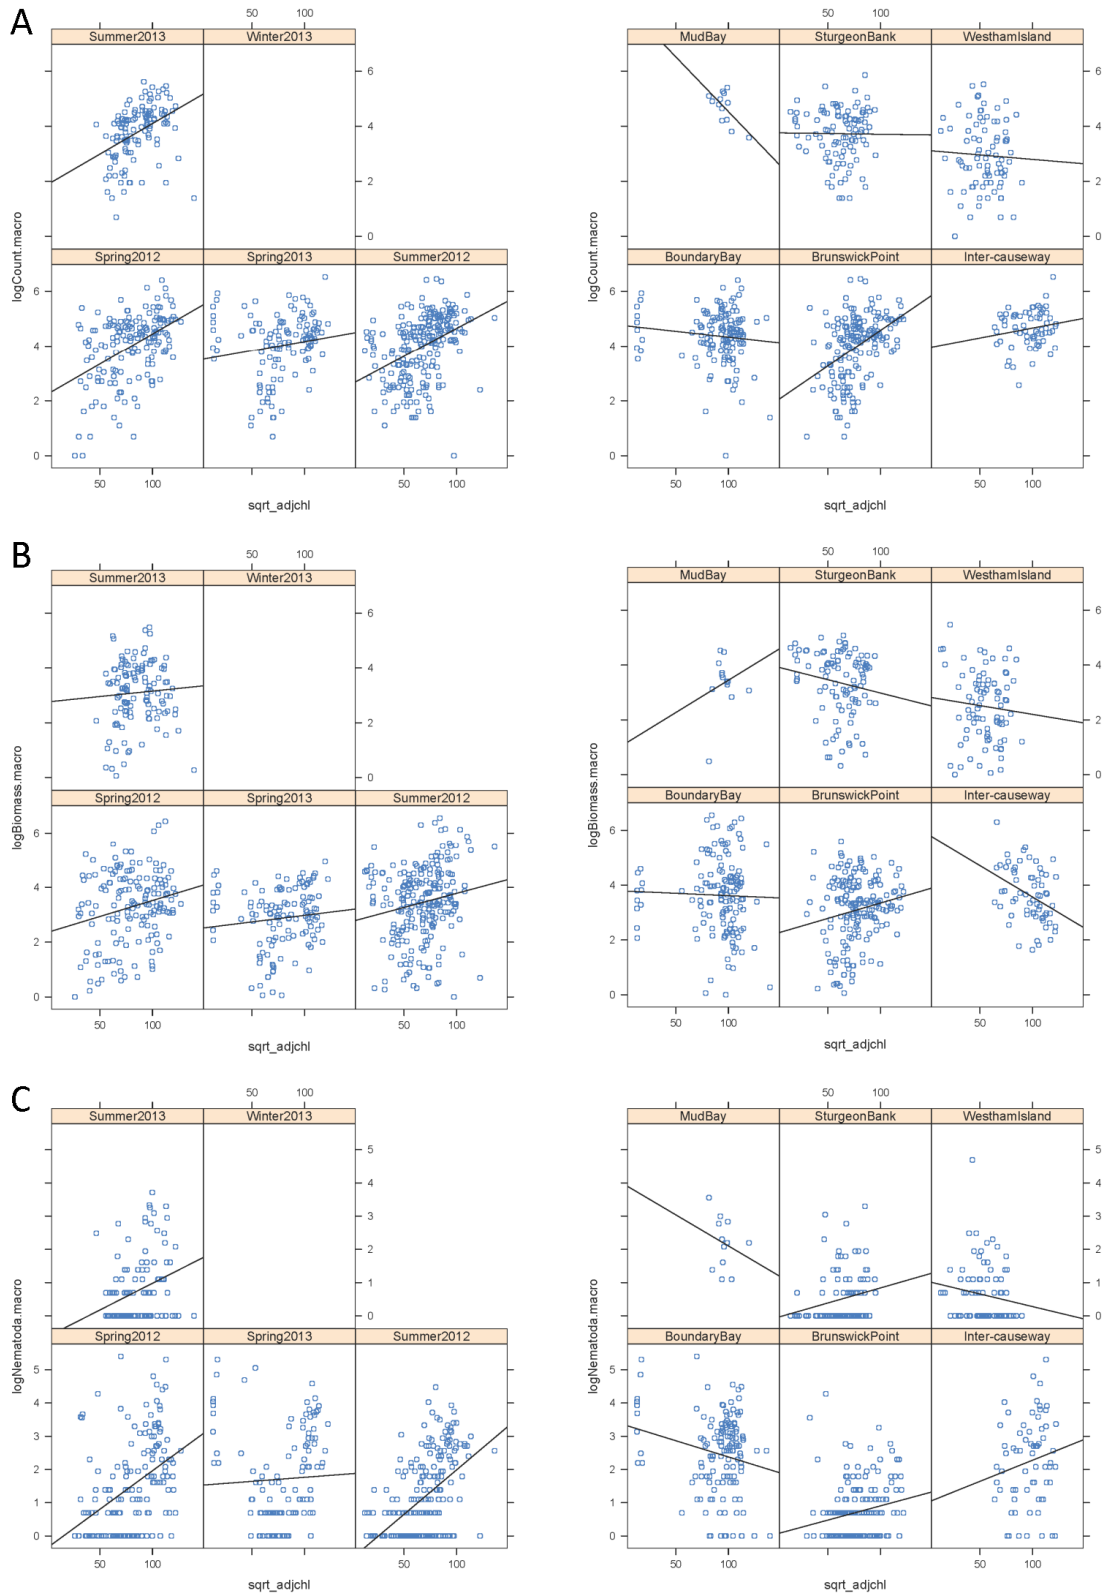 A
50 100
Summer2013 Winter2013
6
4
2
0
Spring2012 Spring2013 Summer2012
6
4
2
0
50 100 50 100
logCount.macro
sqrt_adjchl
50 100
MudBay SturgeonBank WesthamIsland
6
4
2
0
BoundaryBay BrunswickPoint Inter-causeway
6
4
2
0
50 100 50 100
logCount.macro
sqrt_adjchl
B
50 100
Summer2013 Winter2013
6
4
2
0
Spring2012 Spring2013 Summer2012
6
4
2
0
50 100 50 100
logBiomass.macro
sqrt_adjchl
50 100
MudBay SturgeonBank WesthamIsland
6
4
2
0
BoundaryBay BrunswickPoint Inter-causeway
6
4
2
0
50 100 50 100
logBiomass.macro
sqrt_adjchl
C
50 100
Summer2013 Winter2013
5
4
3
2
1
0
Spring2012 Spring2013 Summer2012
5
4
3
2
1
0
50 100 50 100
logNematoda.macro
sqrt_adjchl
50 100
MudBay SturgeonBank WesthamIsland
5
4
3
2
1
0
BoundaryBay BrunswickPoint Inter-causeway
5
4
3
2
1
0
50 100 50 100
logNematoda.macro
sqrt_adjchl